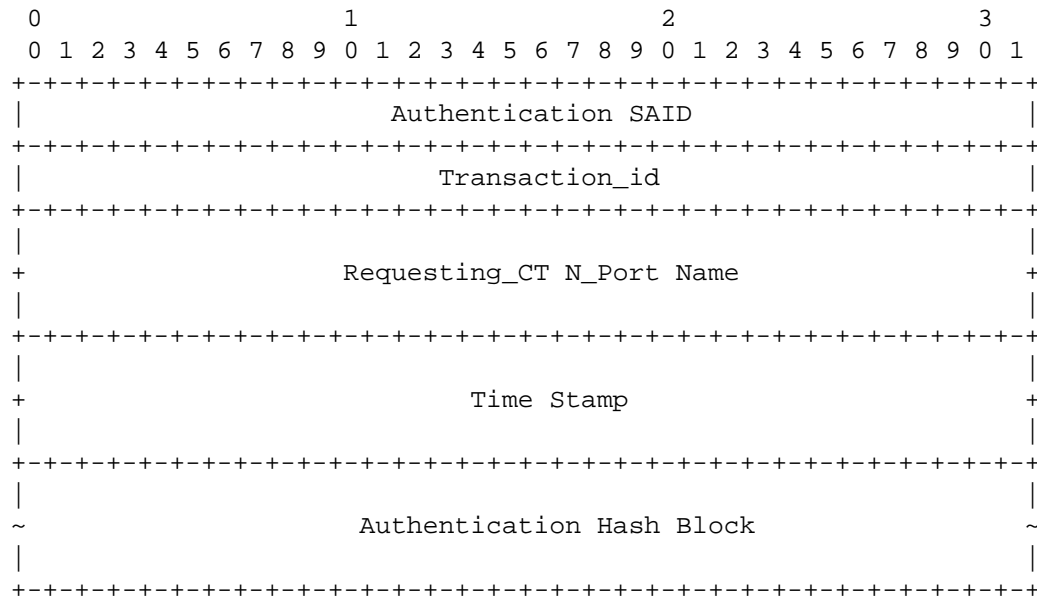 0                   1                   2                   3
 0 1 2 3 4 5 6 7 8 9 0 1 2 3 4 5 6 7 8 9 0 1 2 3 4 5 6 7 8 9 0 1
+-+-+-+-+-+-+-+-+-+-+-+-+-+-+-+-+-+-+-+-+-+-+-+-+-+-+-+-+-+-+-+-+
|                       Authentication SAID                     |
+-+-+-+-+-+-+-+-+-+-+-+-+-+-+-+-+-+-+-+-+-+-+-+-+-+-+-+-+-+-+-+-+
|                          Transaction_id                       |
+-+-+-+-+-+-+-+-+-+-+-+-+-+-+-+-+-+-+-+-+-+-+-+-+-+-+-+-+-+-+-+-+
|                                                               |
+                    Requesting_CT N_Port Name                  +
|                                                               |
+-+-+-+-+-+-+-+-+-+-+-+-+-+-+-+-+-+-+-+-+-+-+-+-+-+-+-+-+-+-+-+-+
|                                                               |
+                            Time Stamp                         +
|                                                               |
+-+-+-+-+-+-+-+-+-+-+-+-+-+-+-+-+-+-+-+-+-+-+-+-+-+-+-+-+-+-+-+-+
|                                                               |
~                     Authentication Hash Block                 ~
|                                                               |
+-+-+-+-+-+-+-+-+-+-+-+-+-+-+-+-+-+-+-+-+-+-+-+-+-+-+-+-+-+-+-+-+